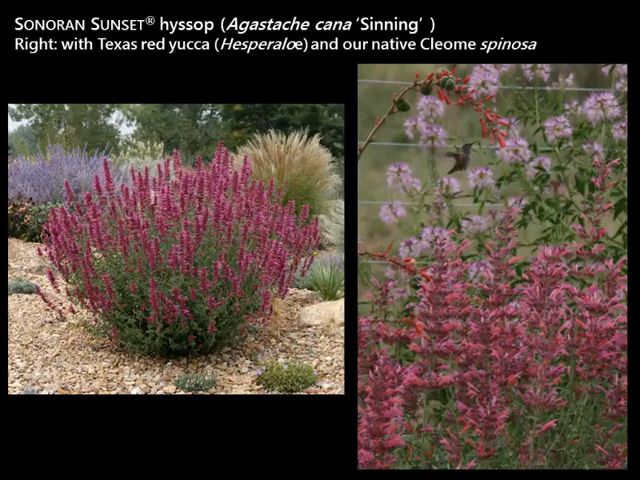 SONORAN SUNSET® hyssop (Agastache cana 'Sinning' )
Right: with Texas red yucca (Hesperaloe) and our native Cleome spinosa